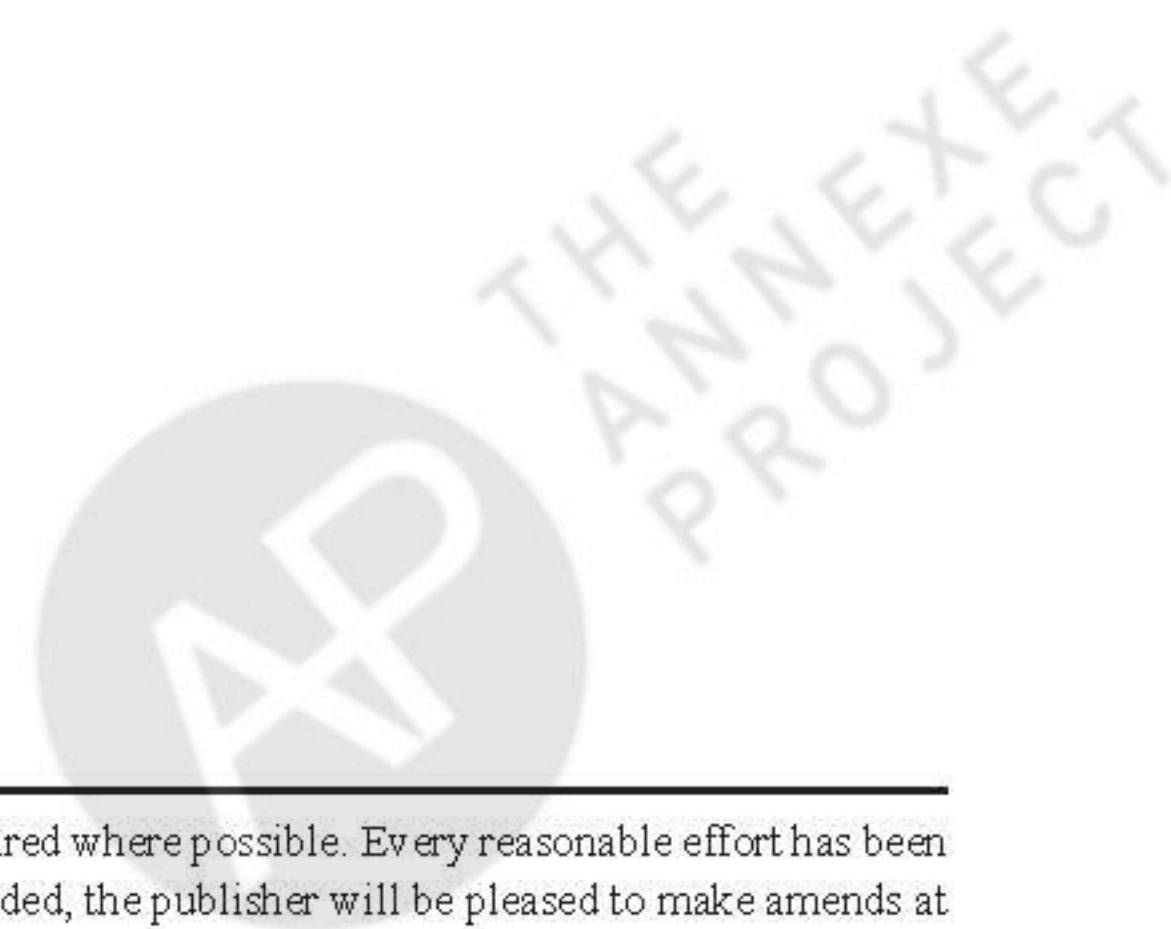 THE
ANNEXE
PROJECT
AP
ired where possible. Every reasonable effort has been
ded, the publisher will be pleased to make amends at